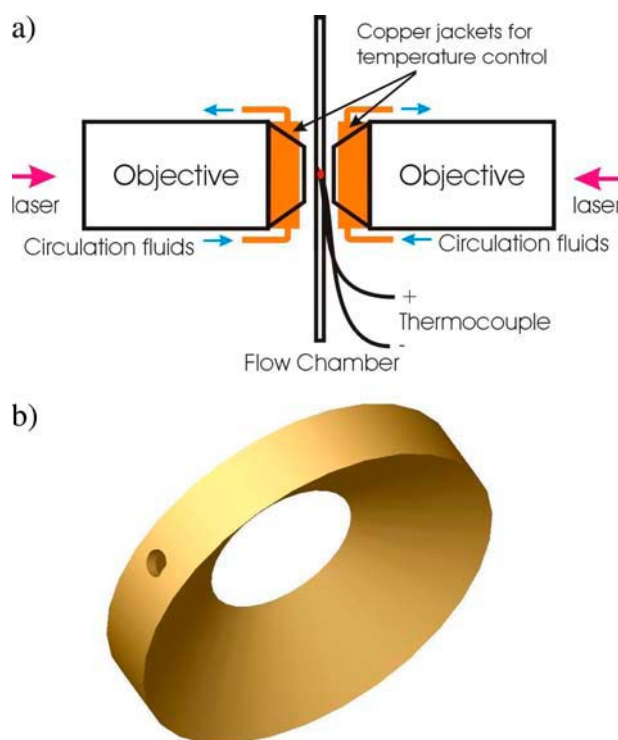 a)
Copper jackets for
temperature control
Objective
Objective
laser
laser
Circulation fluids
Circulation fluids
+
Thermocouple
-
Flow Chamber
b)